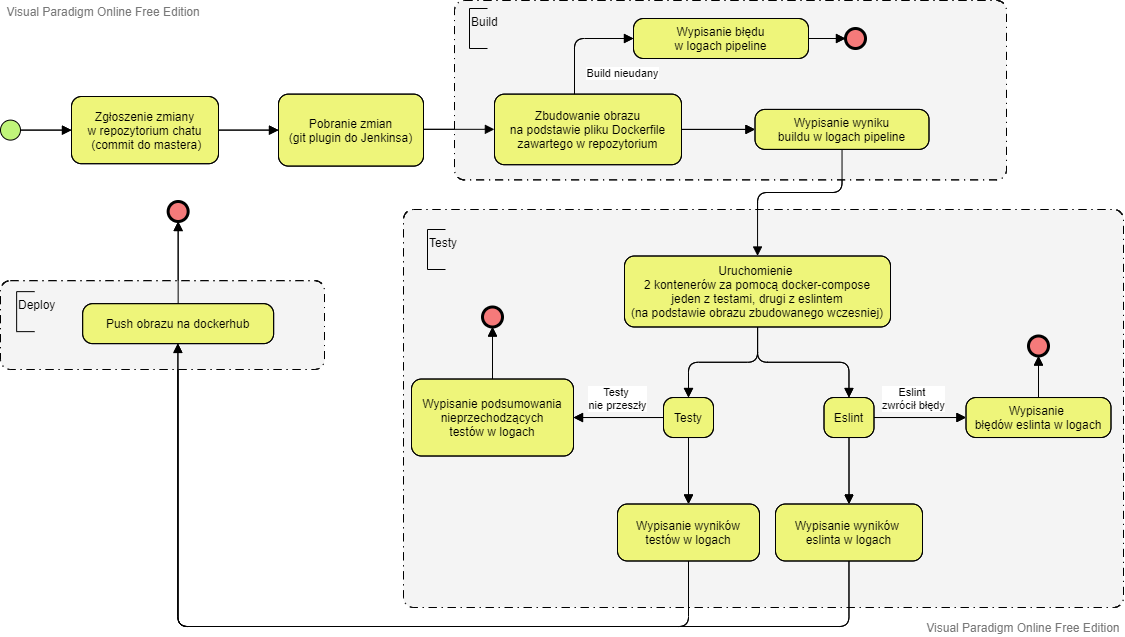 Visual Paradigm Online Free Edition
Build
Wypisanie błędu
w logach pipeline
Build nieudany
Zgłoszenie zmiany
w repozytorium chatu
(commit do mastera)
Pobranie zmian
(git plugin do Jenkinsa)
Zbudowanie obrazu
na podstawie pliku Dockerfile
zawartego w repozytorium
Wypisanie wyniku
buildu w logach pipeline
Testy
Uruchomienie
2 kontenerów za pomocą docker-compose
jeden z testami, drugi z eslintem
(na podstawie obrazu zbudowanego wczesniej)
Deploy
Push obrazu na dockerhub
Wypisanie podsumowania
nieprzechodzących
testów w logach
Testy
nie przeszły
Testy
Eslint
Eslint
zwrócił błędy
Wypisanie
błędów eslinta w logach
Wypisanie wyników
testów w logach
Wypisanie wyników
eslinta w logach
Visual Paradigm Online Free Edition